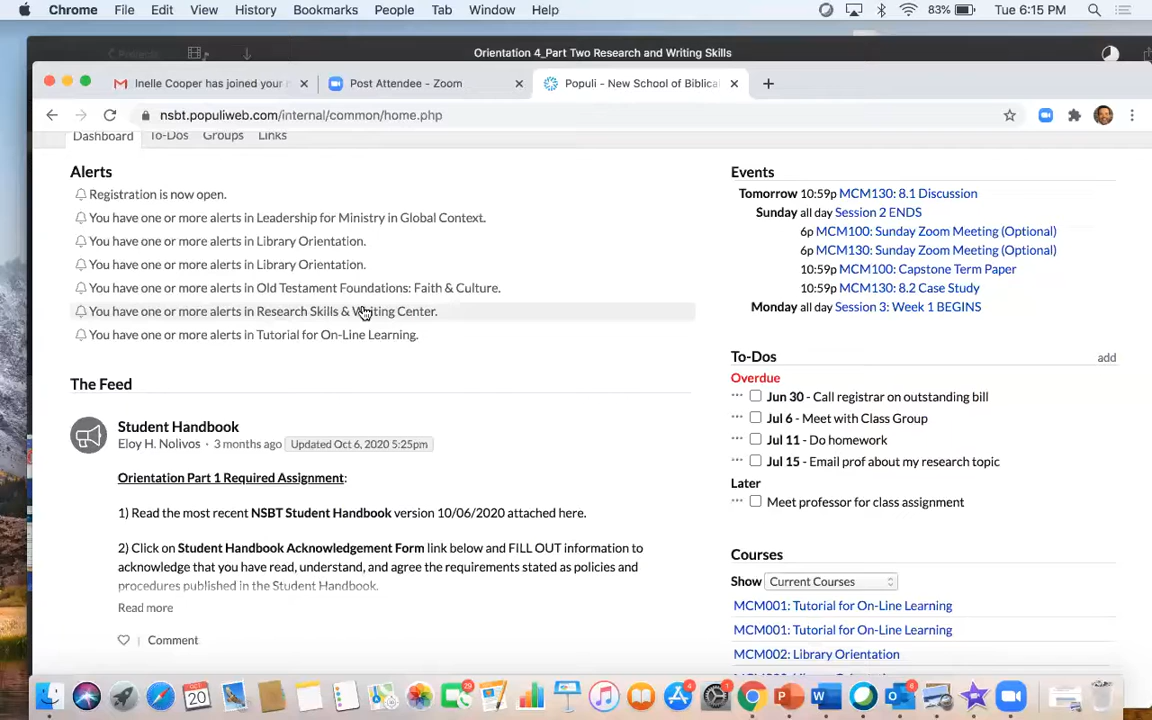 Chrome File Edit View History Bookmarks People Tab Window Help 83% Tue 6:15 PM
Orientation 4_Part Two Research and Writing Skills
Inelle Cooper has joined your Post Attendee - Zoom Populi - New School of Biblical
nsbt.populiweb.com/internal/common/home.php
Dashboard To-Dos Groups Links
Alerts
Registration is now open.
You have one or more alerts in Leadership for Ministry in Global Context.
You have one or more alerts in Library Orientation.
You have one or more alerts in Library Orientation.
You have one or more alerts in Old Testament Foundations: Faith & Culture.
You have one or more alerts in Research Skills & Writing Center.
You have one or more alerts in Tutorial for On-Line Learning.
The Feed
Student Handbook
Eloy H. Nolivos · 3 months ago Updated Oct 6, 2020 5:25pm
Orientation Part 1 Required Assignment:
1) Read the most recent NSBT Student Handbook version 10/06/2020 attached here.
2) Click on Student Handbook Acknowledgement Form link below and FILL OUT information to
acknowledge that you have read, understand, and agree the requirements stated as policies and
procedures published in the Student Handbook.
Read more
Comment
Events
Tomorrow 10:59p MCM130: 8.1 Discussion
Sunday all day Session 2 ENDS
6p MCM100: Sunday Zoom Meeting (Optional)
6p MCM130: Sunday Zoom Meeting (Optional)
10:59p MCM100: Capstone Term Paper
10:59p MCM130: 8.2 Case Study
Monday all day Session 3: Week 1 BEGINS
To-Dos add
Overdue
Jun 30 - Call registrar on outstanding bill
Jul 6 - Meet with Class Group
Jul 11 - Do homework
Jul 15 - Email prof about my research topic
Later
Meet professor for class assignment
Courses
Show Current Courses
MCM001: Tutorial for On-Line Learning
MCM001: Tutorial for On-Line Learning
MCM002: Library Orientation
OCT
20
29
4
1
6